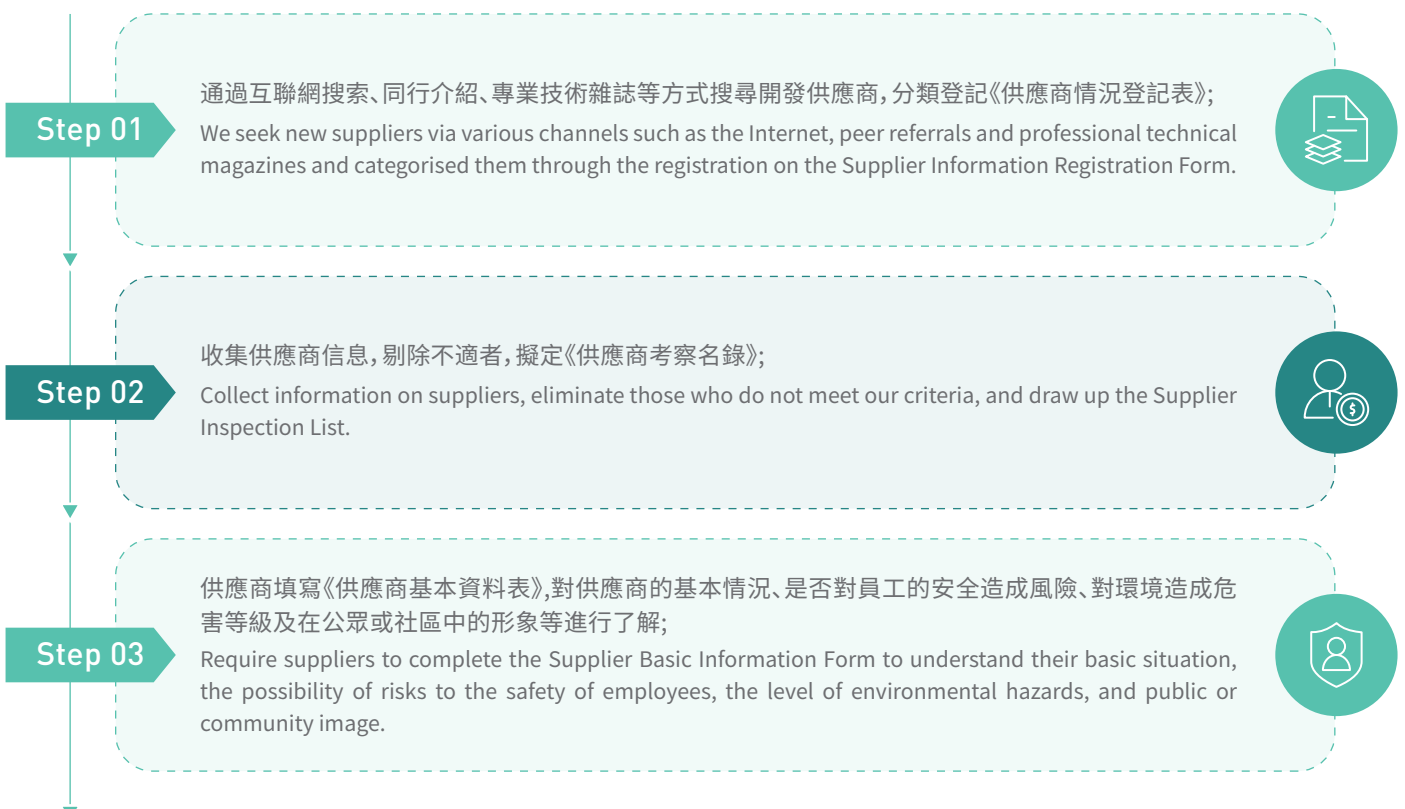 Step 01
通過互聯網搜索、同行介紹、專業技術雜誌等方式搜尋開發供應商,分類登記《供應商情況登記表》;
We seek new suppliers via various channels such as the Internet, peer referrals and professional technical
magazines and categorised them through the registration on the Supplier Information Registration Form.
Step 02
收集供應商信息,剔除不適者,擬定《供應商考察名錄》;
Collect information on suppliers, eliminate those who do not meet our criteria, and draw up the Supplier
Inspection List.
$
Step 03
供應商填寫《供應商基本資料表》,對供應商的基本情況、是否對員工的安全造成風險、對環境造成危
害等級及在公眾或社區中的形象等進行了解;
Require suppliers to complete the Supplier Basic Information Form to understand their basic situation,
the possibility of risks to the safety of employees, the level of environmental hazards, and public or
community image.